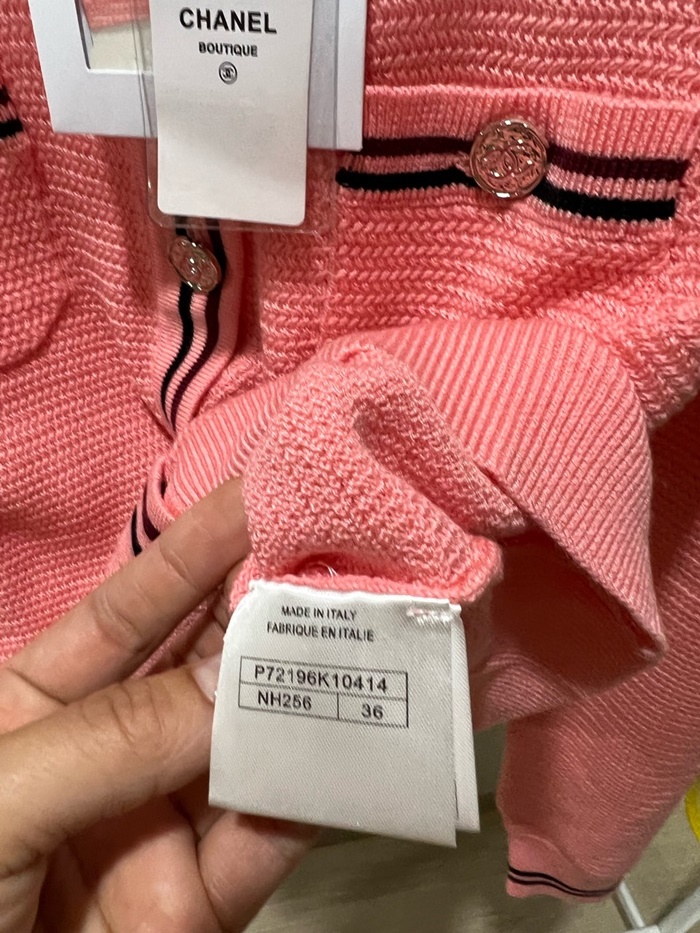 CHANEL
BOUTIQUE
MADE IN ITALY
FABRIQUE EN ITALIE
P72196K10414
NH256 36